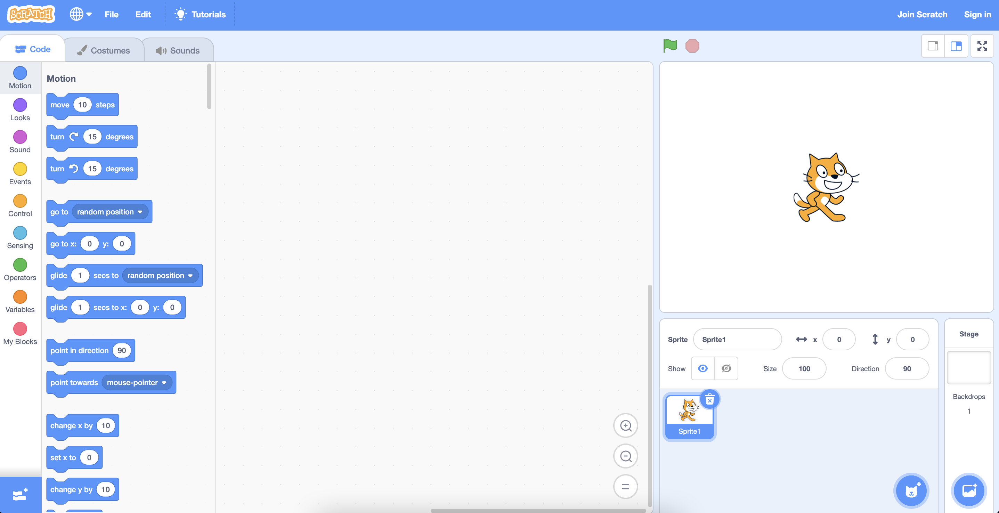 SCRATCH File Edit Tutorials Join Scratch Sign in
Code Costumes Sounds
Motion
Looks
Sound
Events
Control
Sensing
Operators
Variables
My Blocks
Motion
move 10 steps
turn 15 degrees
turn 15 degrees
go to random position
go to x: 0 y: 0
glide 1 secs to random position
glide 1 secs to x: 0 y: 0
point in direction 90
point towards mouse-pointer
change x by 10
set x to 0
change y by 10
Sprite Sprite1 x 0 y 0
Show Size 100 Direction 90
Sprite1
Stage
Backdrops
1